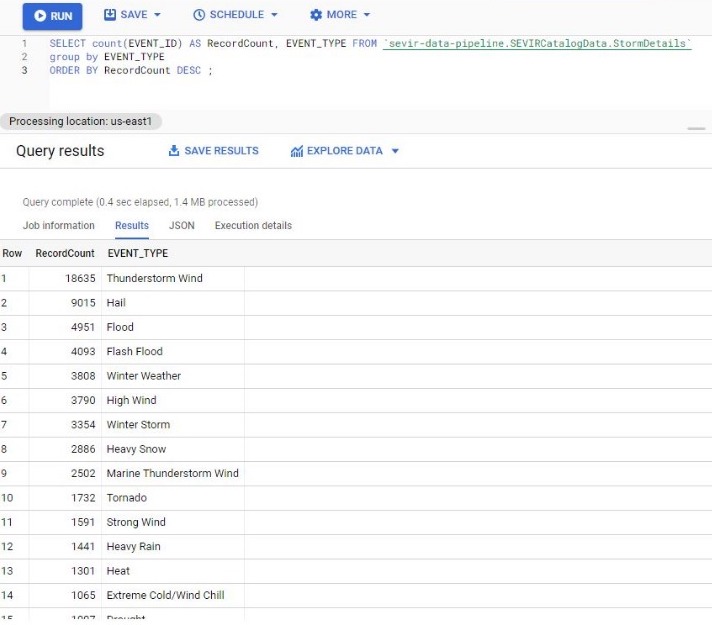 RUN SAVE SCHEDULE MORE
1 SELECT count(EVENT_ID) AS RecordCount, EVENT_TYPE FROM `sevir-data-pipeline.SEVIRCatalogData.StormDetails`
2 group by EVENT_TYPE
3 ORDER BY RecordCount DESC ;
Processing location: us-east1
Query results SAVE RESULTS EXPLORE DATA
Query complete (0.4 sec elapsed, 1.4 MB processed)
Job information Results JSON Execution details
Row RecordCount EVENT_TYPE
1 18635 Thunderstorm Wind
2 9015 Hail
3 4951 Flood
4 4093 Flash Flood
5 3808 Winter Weather
6 3790 High Wind
7 3354 Winter Storm
8 2886 Heavy Snow
9 2502 Marine Thunderstorm Wind
10 1732 Tornado
11 1591 Strong Wind
12 1441 Heavy Rain
13 1301 Heat
14 1065 Extreme Cold/Wind Chill
15 Drought